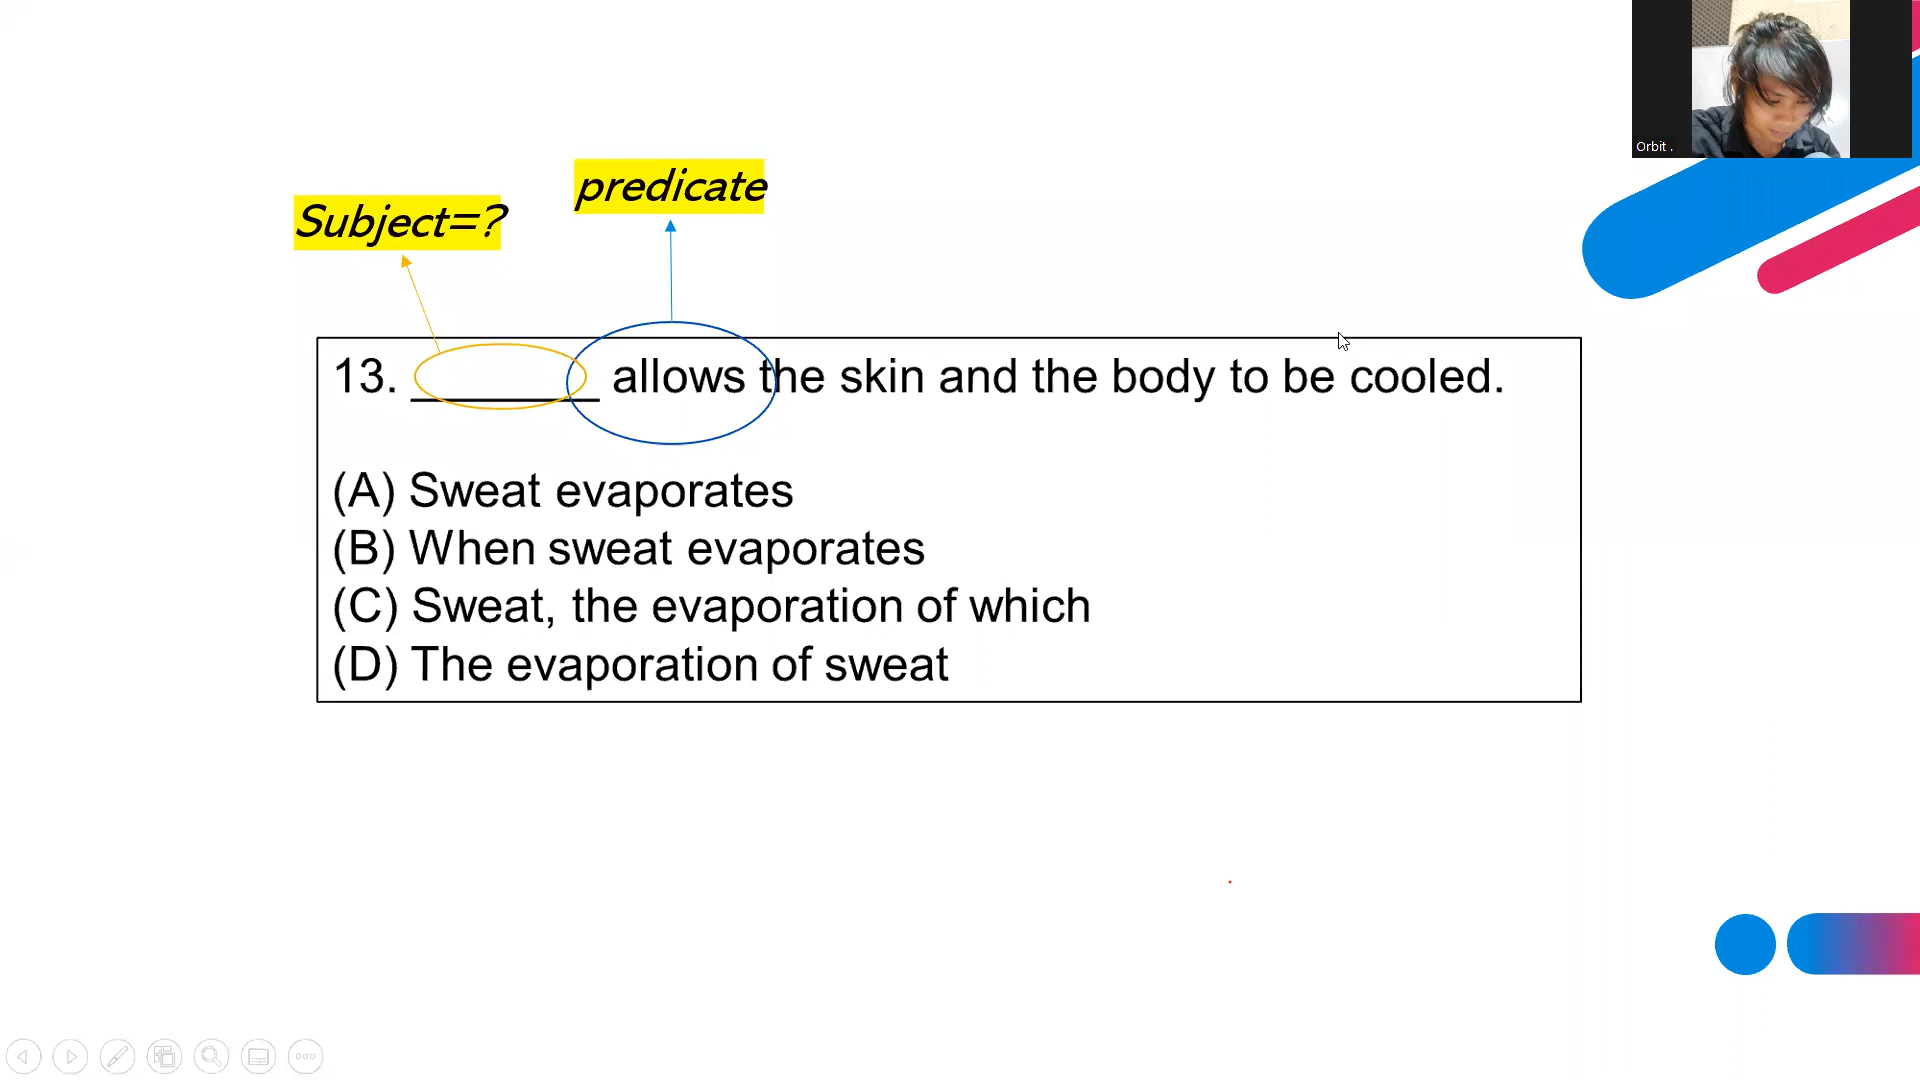 Orbit .
predicate
Subject=?
13. ________ allows the skin and the body to be cooled.
(A) Sweat evaporates
(B) When sweat evaporates
(C) Sweat, the evaporation of which
(D) The evaporation of sweat